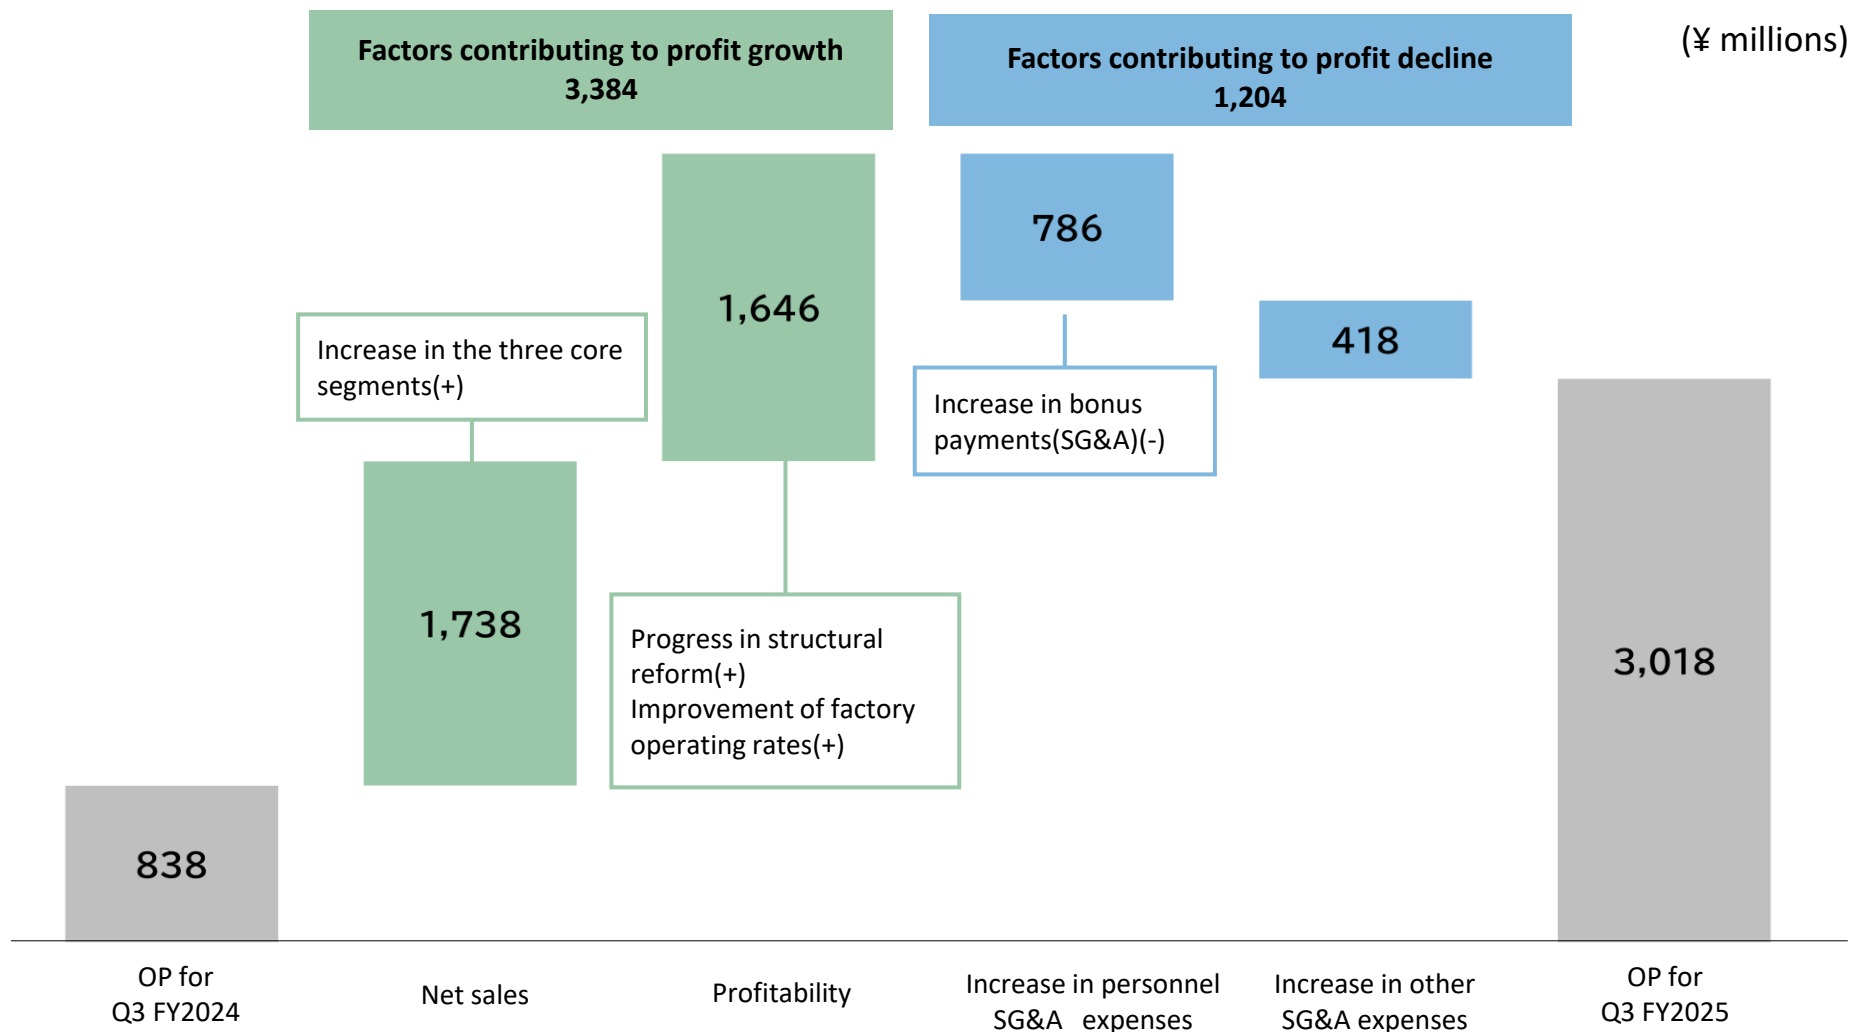 Factors contributing to profit growth
3,384
Factors contributing to profit decline
1,204
(¥ millions)
786
1,646
418
Increase in the three core
segments(+)
Increase in bonus
payments(SG&A)(-)
1,738
Progress in structural
reform(+)
Improvement of factory
operating rates(+)
3,018
838
OP for
Q3 FY2024
Net sales
Profitability
Increase in personnel
SG&A expenses
Increase in other
SG&A expenses
OP for
Q3 FY2025